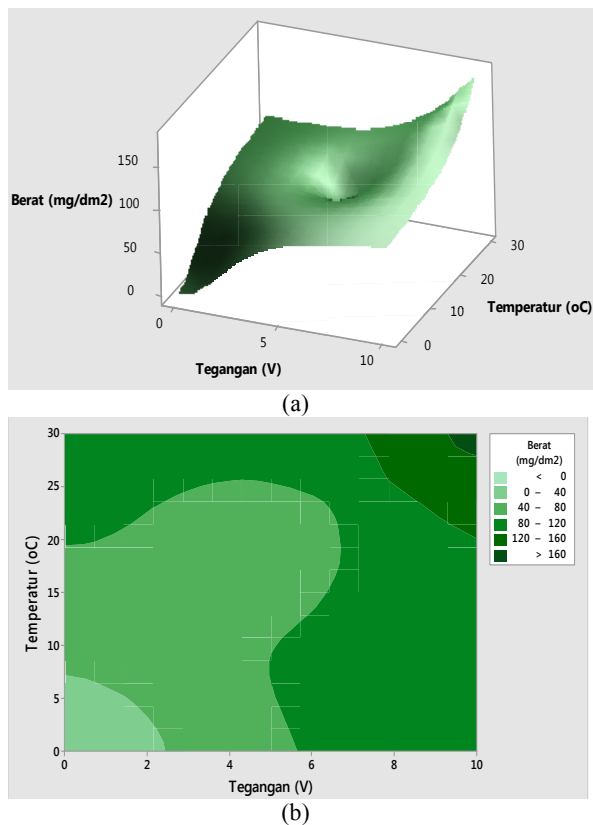 150
Berat (mg/dm2) 100
50
0
0
5
10
Tegangan (V)
0
10
20
30
Temperatur (oC)
(a)
30
25
20
15
10
5
0
Temperatur (oC)
0 2 4 6 8 10
Tegangan (V)
Berat
(mg/dm2)
< 0
0 – 40
40 – 80
80 – 120
120 – 160
> 160
(b)